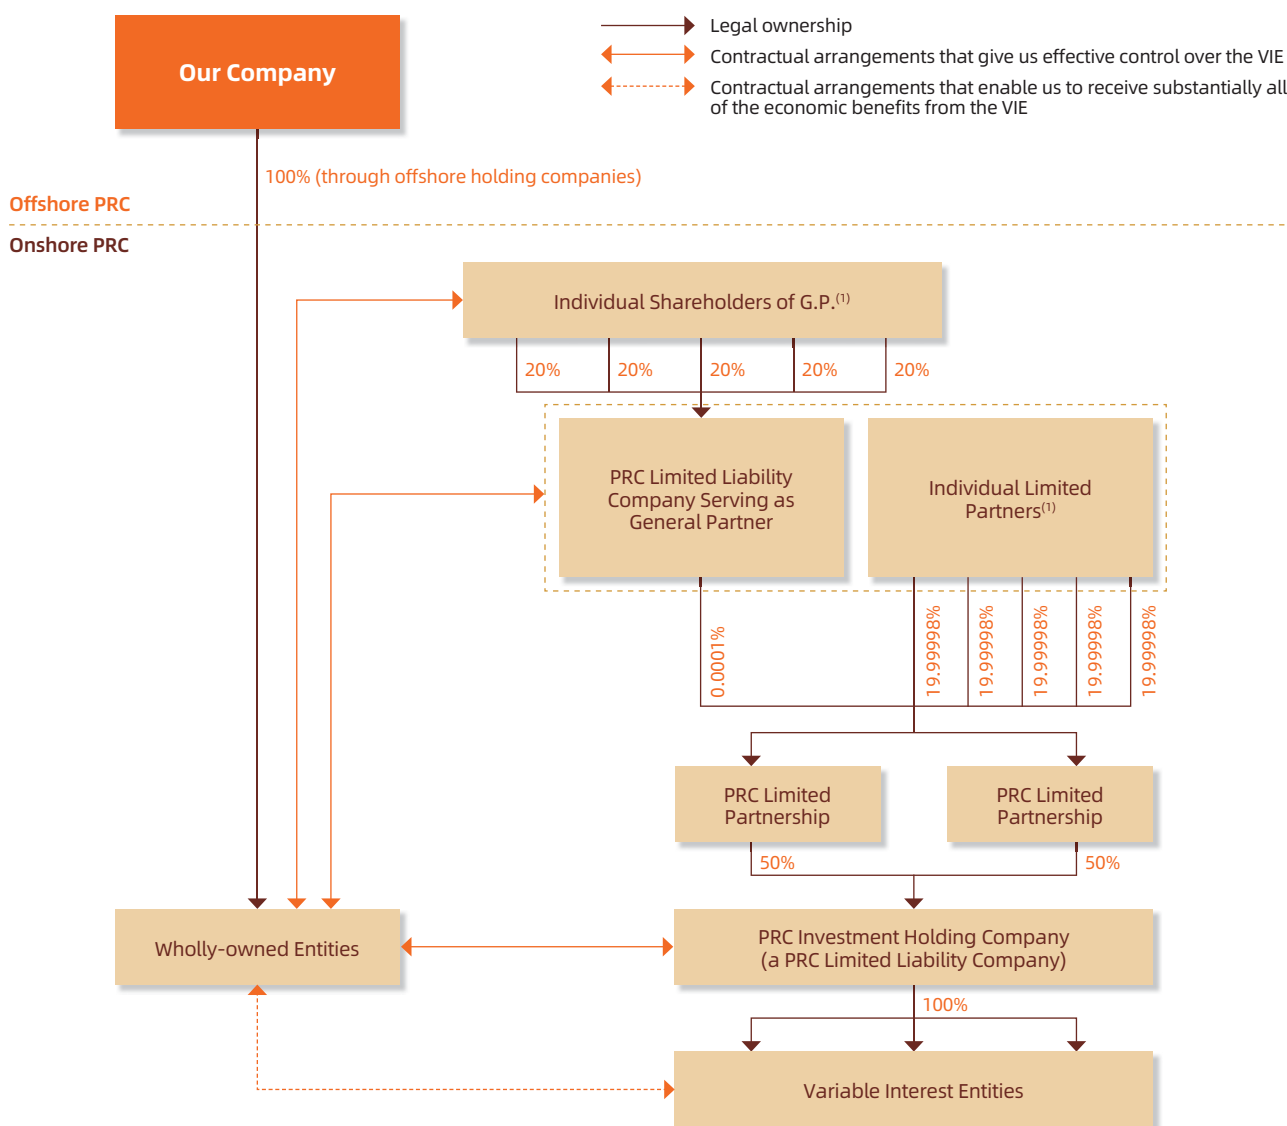 Our Company
Legal ownership
Contractual arrangements that give us effective control over the VIE
Contractual arrangements that enable us to receive substantially all
of the economic benefits from the VIE
100% (through offshore holding companies)
Offshore PRC
Onshore PRC
Individual Shareholders of G.P.(1)
20%
20%
20%
20%
20%
PRC Limited Liability
Company Serving as
General Partner
Individual Limited
Partners(1)
0.0001%
19.99998%
19.99998%
19.99998%
19.99998%
19.99998%
PRC Limited
Partnership
PRC Limited
Partnership
50%
50%
Wholly-owned Entities
PRC Investment Holding Company
(a PRC Limited Liability Company)
100%
Variable Interest Entities